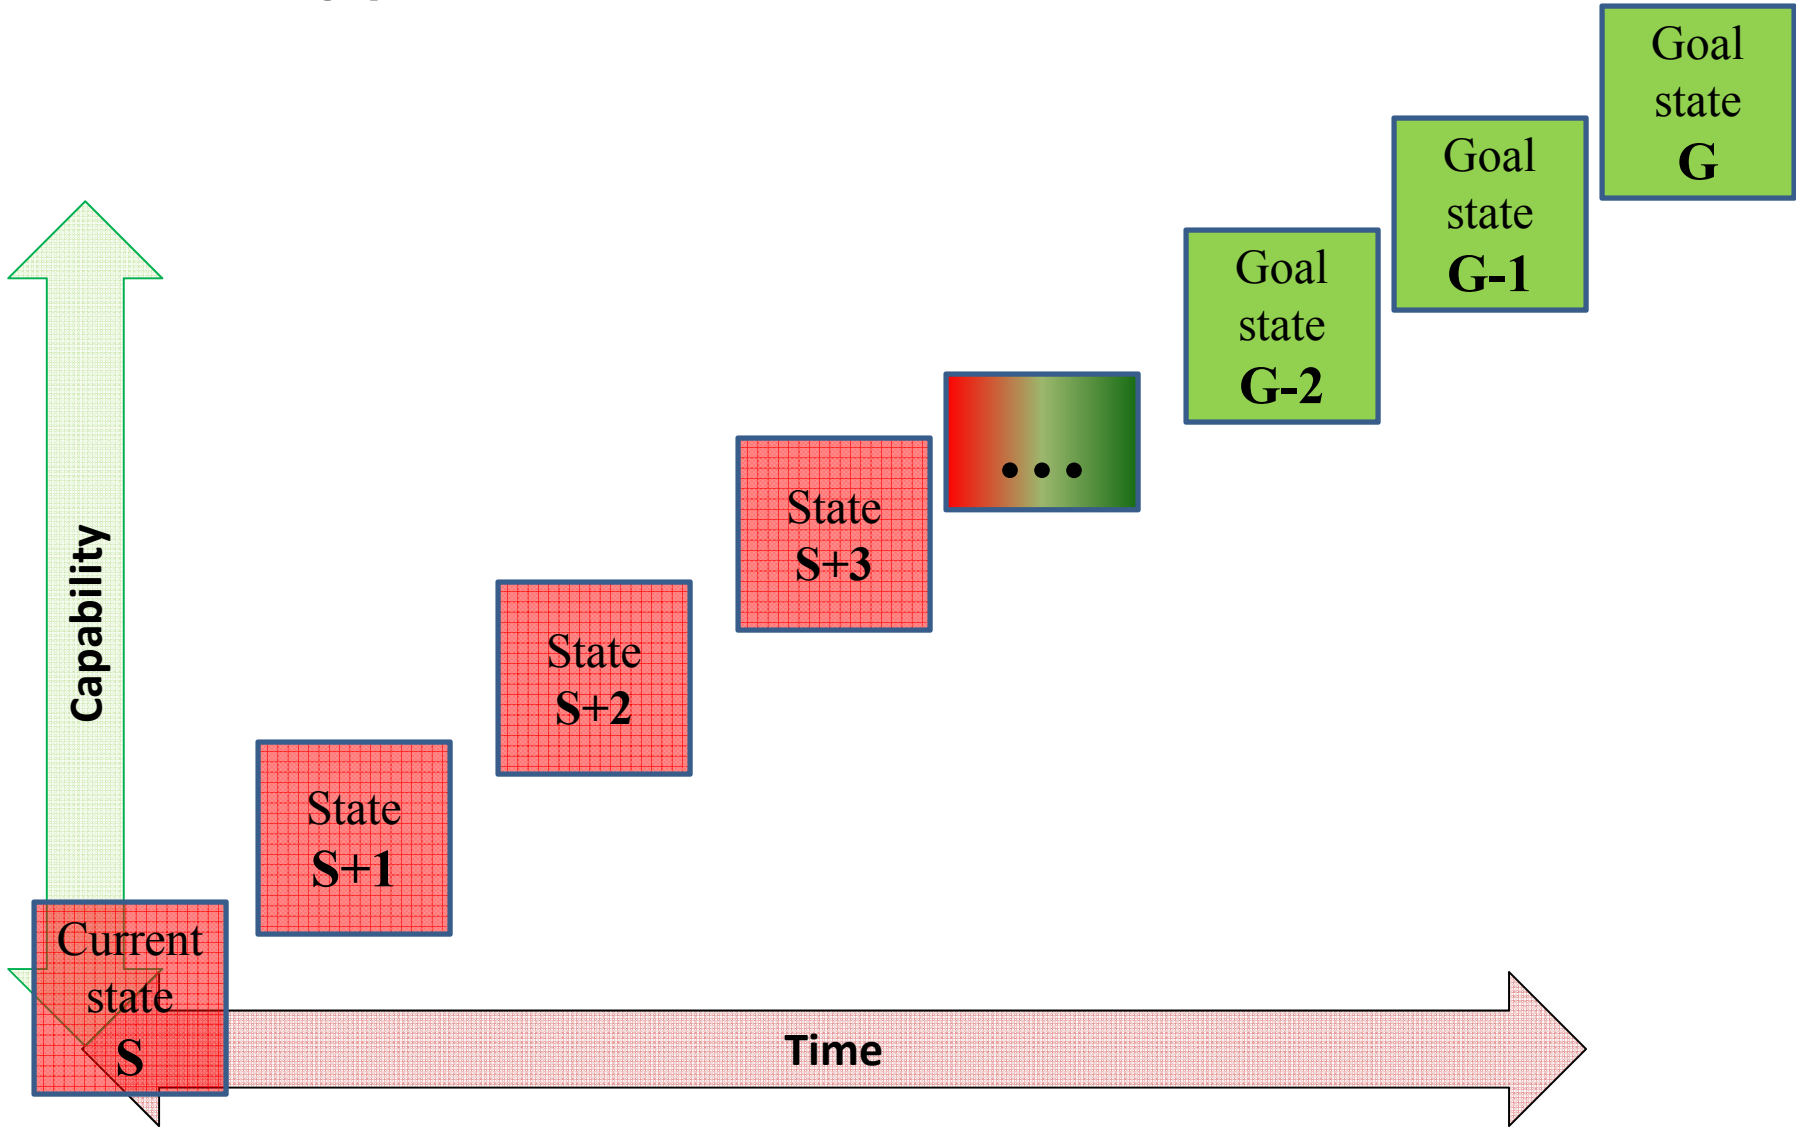 Goal
state
G
Goal
state
G-1
Goal
state
G-2
• • •
State
S+3
State
S+2
State
S+1
Current
state
S
Capability
Time